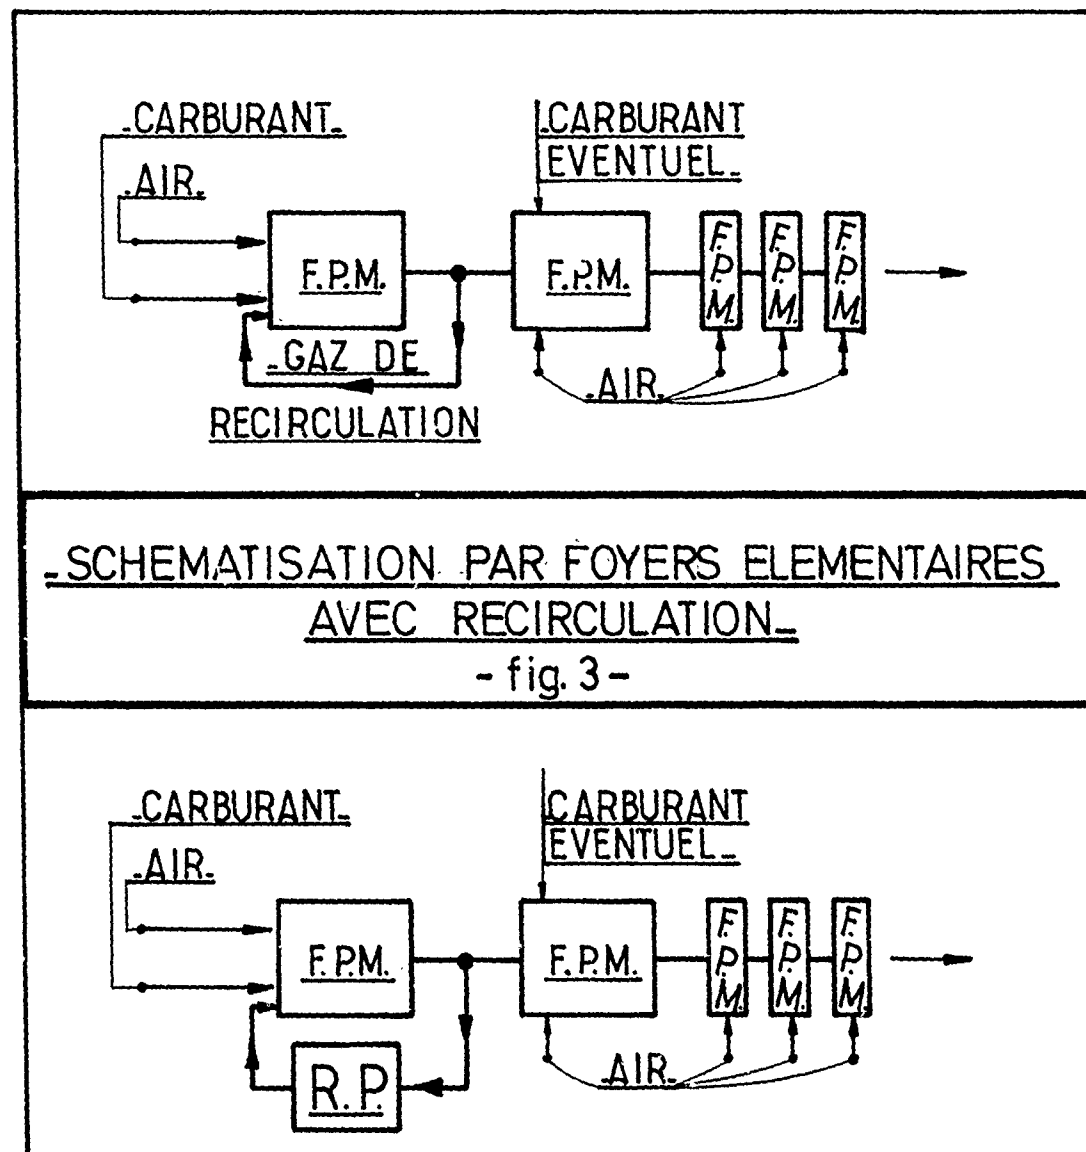 -CARBURANT-
-AIR.
-CARBURANT
EVENTUEL-
F.P.M.
F.P.M.
F.P.M.
F.P.M.
F.P.M.
-GAZ DE
RECIRCULATION
-AIR.
-SCHEMATISATION PAR FOYERS ELEMENTAIRES
AVEC RECIRCULATION-
- fig. 3 -
-CARBURANT-
-AIR-
CARBURANT
EVENTUEL-
F.P.M.
F.P.M.
F.P.M.
F.P.M.
F.P.M.
R.P.
-AIR-